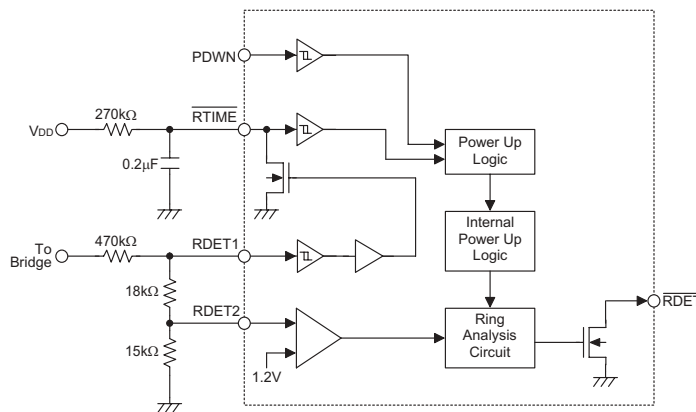 PDWN
270kΩ
RTIME
VDD
0.2μF
Power Up
Logic
To
Bridge
470kΩ
RDET1
Internal
Power Up
Logic
18kΩ
RDET2
15kΩ
1.2V
Ring
Analysis
Circuit
RDET